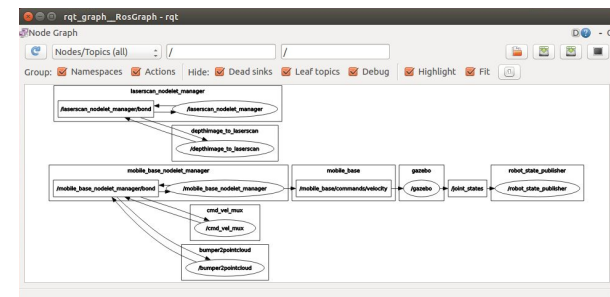 rqt_graph__RosGraph - rqt
Node Graph
D
Nodes/Topics (all)
/
/
Group:
Namespaces
Actions
Hide:
Dead sinks
Leaf topics
Debug
Highlight
Fit
laserscan_nodelet_manager
/laserscan_nodelet_manager/bond
/laserscan_nodelet_manager
depthimage_to_laserscan
/depthimage_to_laserscan
mobile_base_nodelet_manager
mobile_base
gazebo
robot_state_publisher
/mobile_base_nodelet_manager/bond
/mobile_base_nodelet_manager
/mobile_base/commands/velocity
/gazebo
/joint_states
/robot_state_publisher
cmd_vel_mux
/cmd_vel_mux
bumper2pointcloud
/bumper2pointcloud